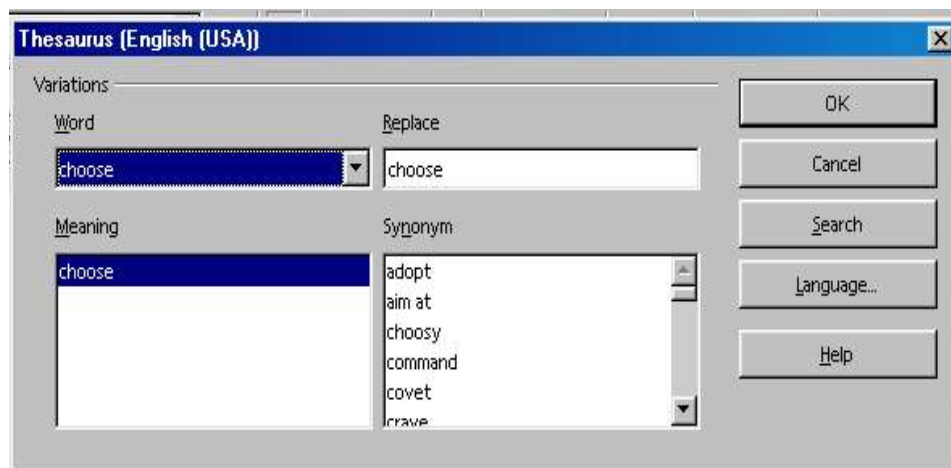 Thesaurus (English (USA))
Variations
Word
Replace
choose
choose
Meaning
Synonym
choose
adopt
aim at
choosy
command
covet
crave
OK
Cancel
Search
Language...
Help